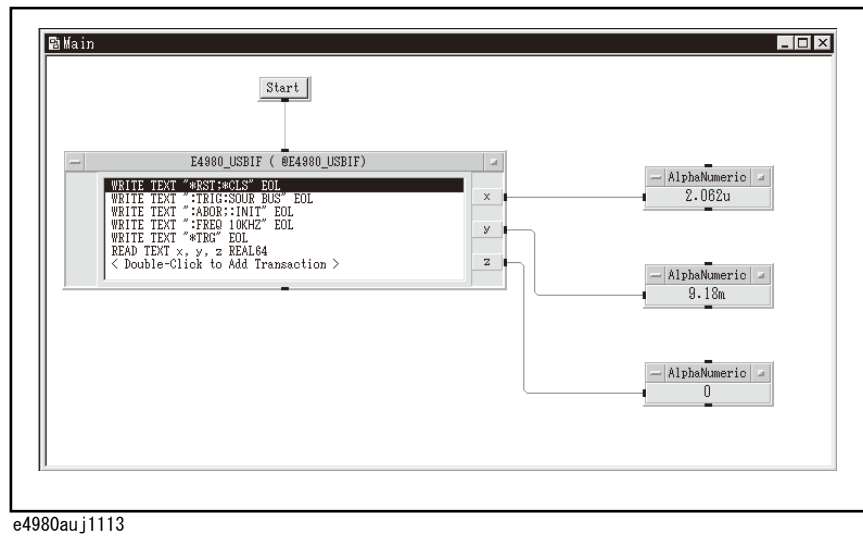 Main
Start
E4980_USBIF ( @E4980_USBIF)
WRITE TEXT "*RST;*CLS" EOL
WRITE TEXT ":TRIG:SOUR BUS" EOL
WRITE TEXT ":ABOR;:INIT" EOL
WRITE TEXT ":FREQ 10KHZ" EOL
WRITE TEXT "*TRG" EOL
READ TEXT x, y, z REAL64
< Double-Click to Add Transaction >
x
y
z
AlphaNumeric
2.062u
AlphaNumeric
9.18m
AlphaNumeric
0
e4980auj1113